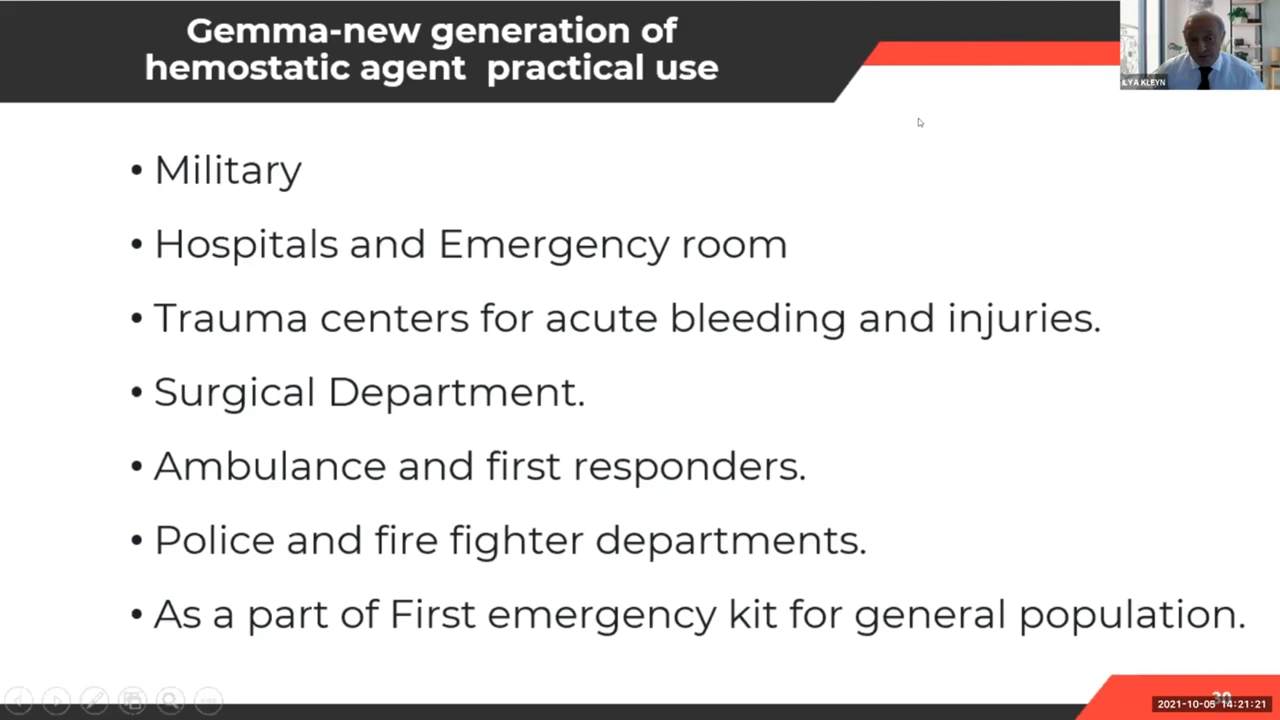 Gemma-new generation of
hemostatic agent  practical use
ILYA KLEYN
• Military
• Hospitals and Emergency room
• Trauma centers for acute bleeding and injuries.
• Surgical Department.
• Ambulance and first responders.
• Police and fire fighter departments.
• As a part of First emergency kit for general population.
30
2021-10-05 14:21:21